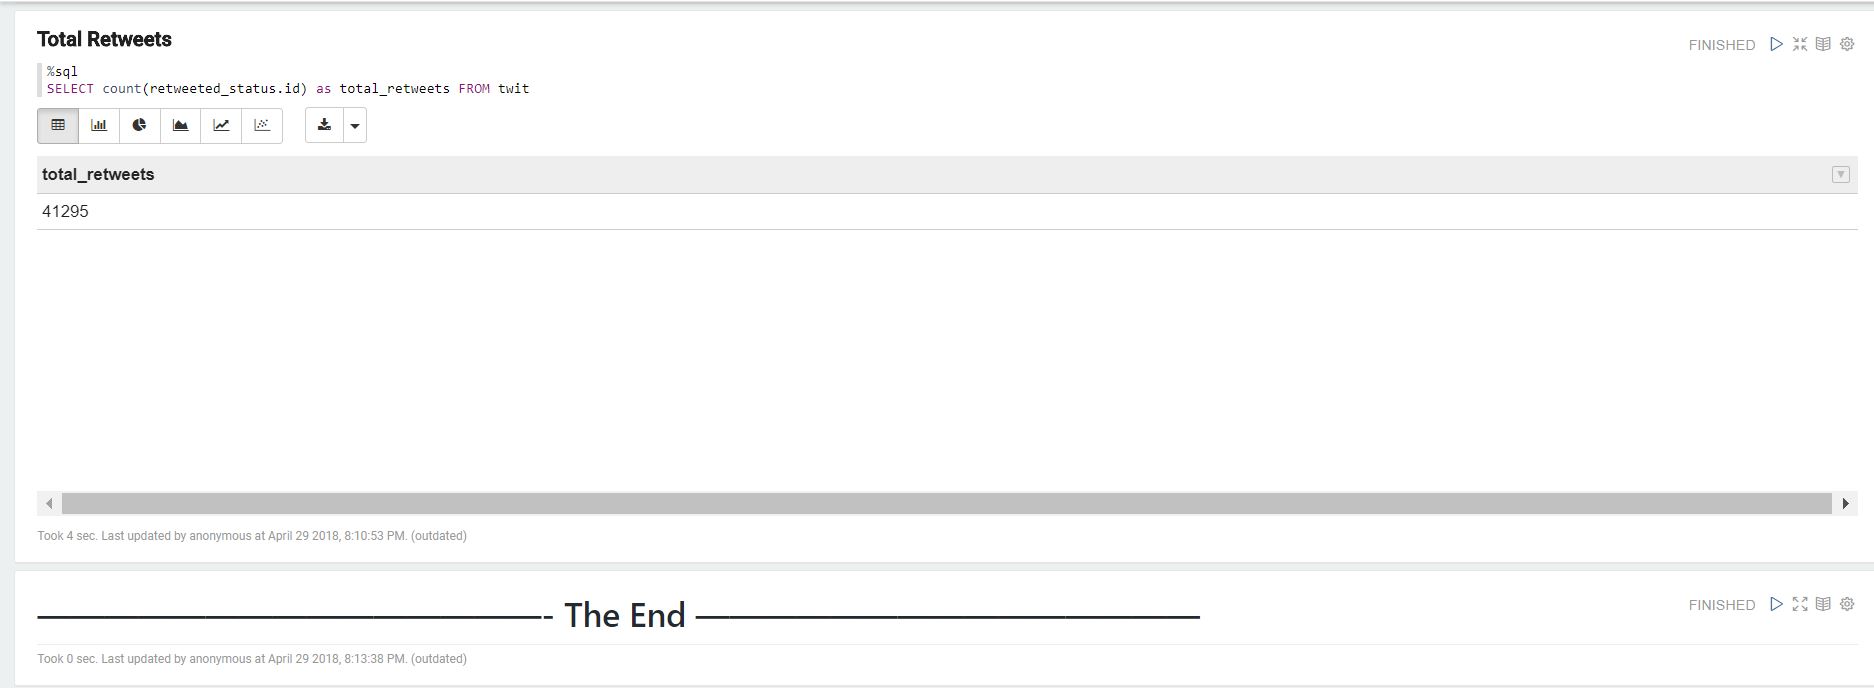 Total Retweets
FINISHED
%sql
SELECT count(retweeted_status.id) as total_retweets FROM twit
total_retweets
41295
Took 4 sec. Last updated by anonymous at April 29 2018, 8:10:53 PM. (outdated)
———————————————- The End ———————————————
FINISHED
Took 0 sec. Last updated by anonymous at April 29 2018, 8:13:38 PM. (outdated)